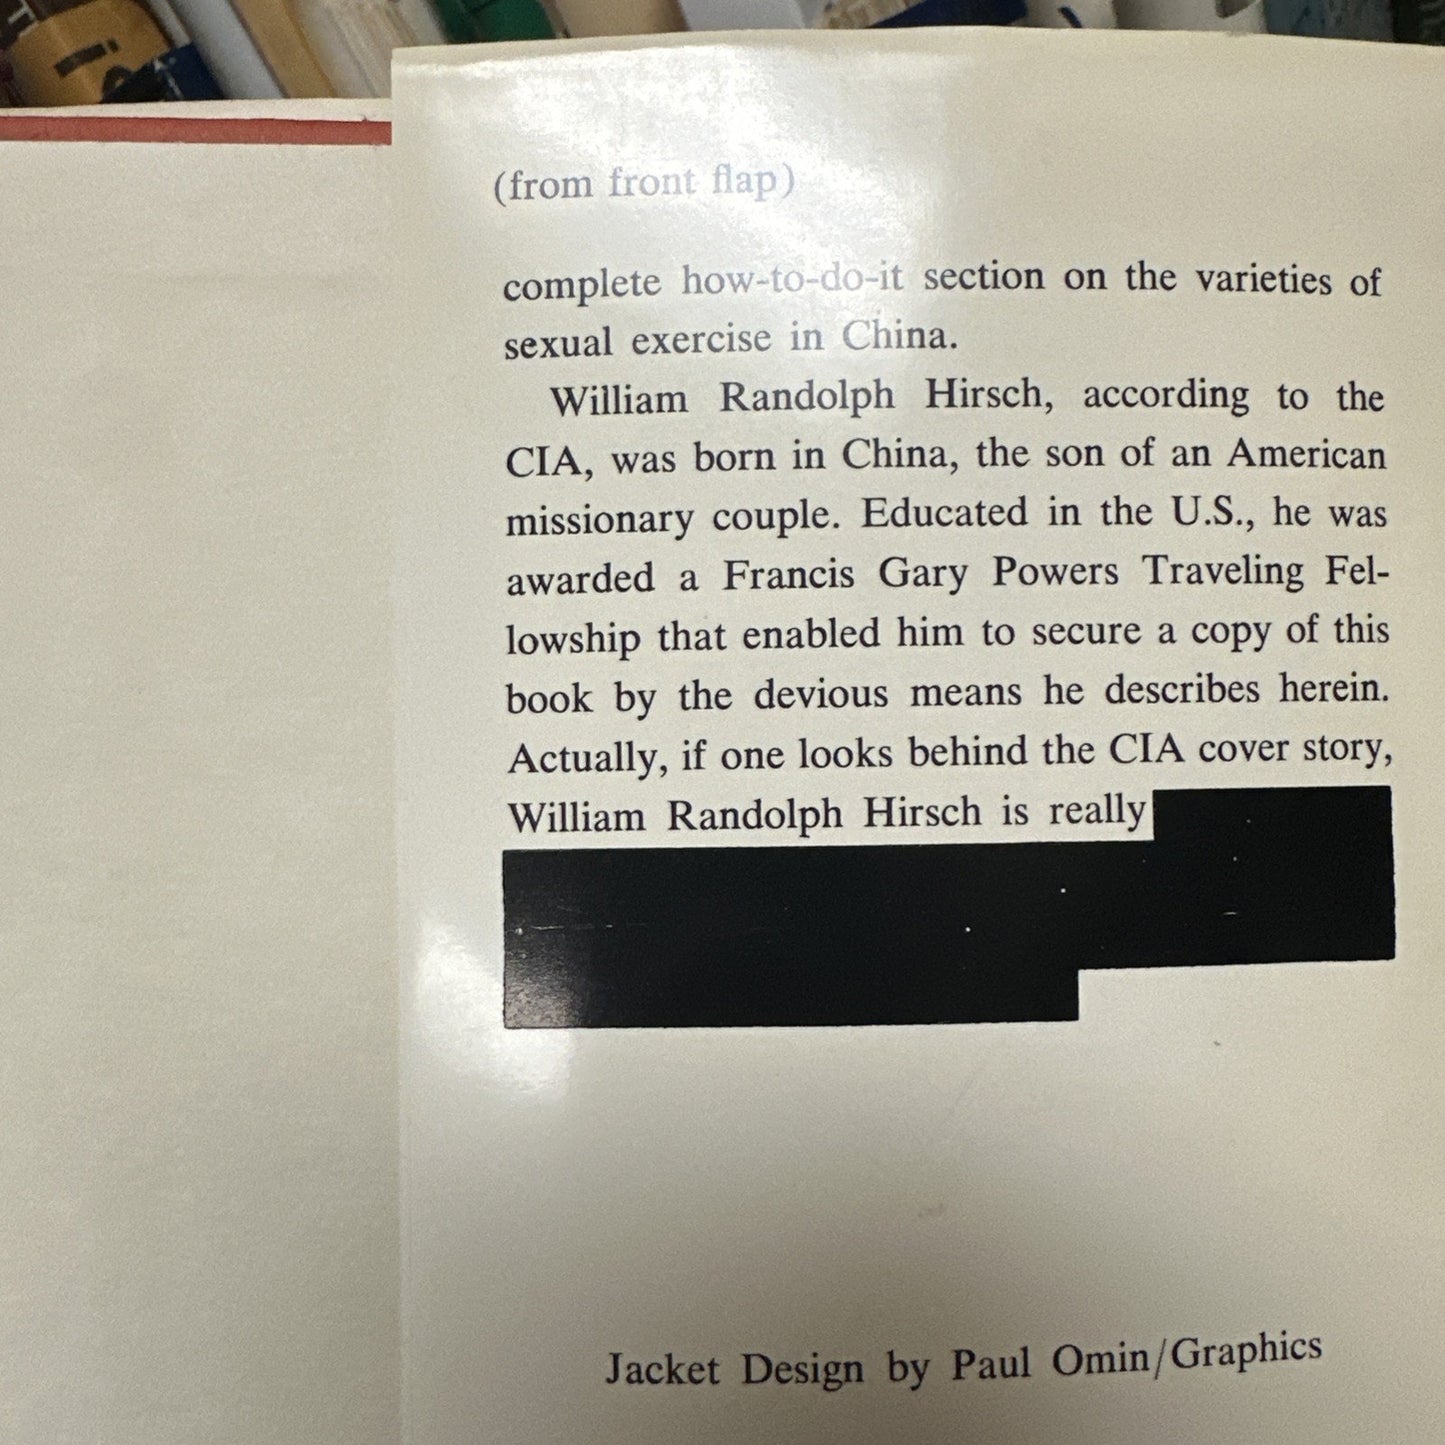 (from front flap)
complete how-to-do-it section on the varieties of
sexual exercise in China.
William Randolph Hirsch, according to the
CIA, was born in China, the son of an American
missionary couple. Educated in the U.S., he was
awarded a Francis Gary Powers Traveling Fel-
lowship that enabled him to secure a copy of this
book by the devious means he describes herein.
Actually, if one looks behind the CIA cover story,
William Randolph Hirsch is really
Jacket Design by Paul Omin/Graphics